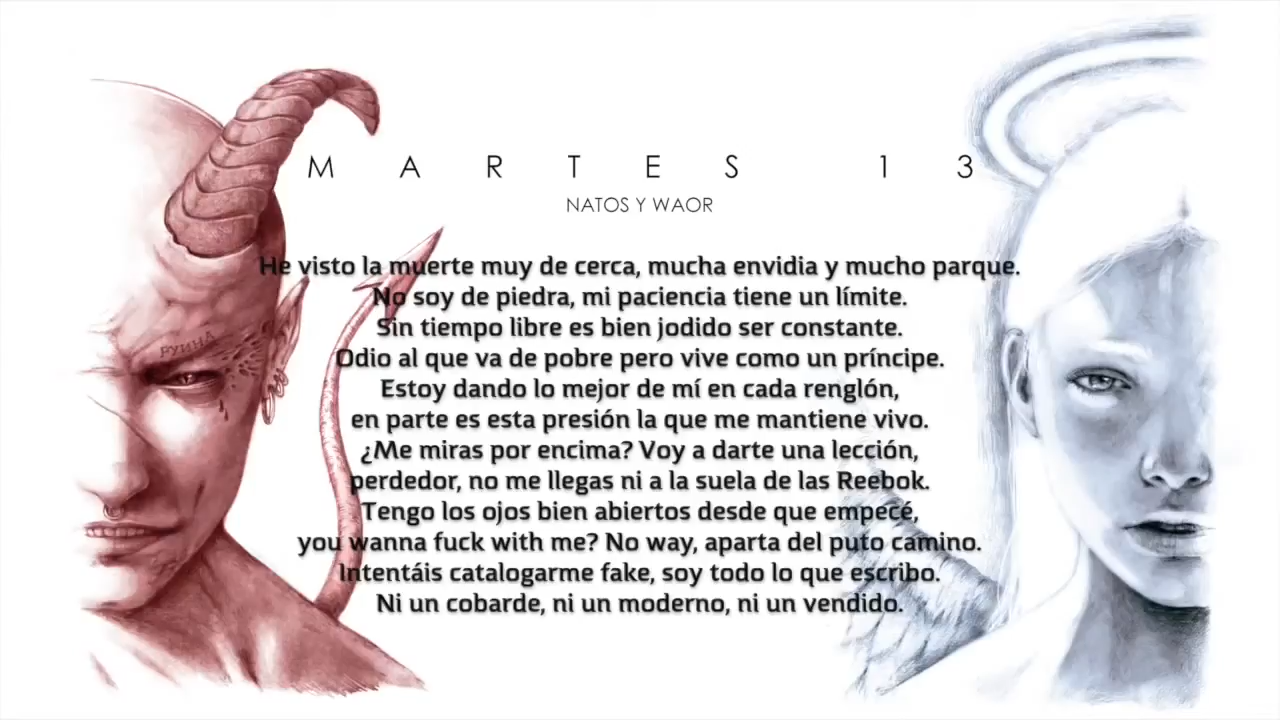 MARTES 13
NATOS Y WAOR
He visto la muerte muy de cerca, mucha envidia y mucho parque.
No soy de piedra, mi paciencia tiene un límite.
Sin tiempo libre es bien jodido ser constante.
Odio al que va de pobre pero vive como un príncipe.
Estoy dando lo mejor de mí en cada renglón,
en parte es esta presión la que me mantiene vivo.
¿Me miras por encima? Voy a darte una lección,
perdedor, no me llegas ni a la suela de las Reebok.
Tengo los ojos bien abiertos desde que empecé,
you wanna fuck with me? No way, aparta del puto camino.
Intentáis catalogarme fake, soy todo lo que escribo.
Ni un cobarde, ni un moderno, ni un vendido.
РУИНА